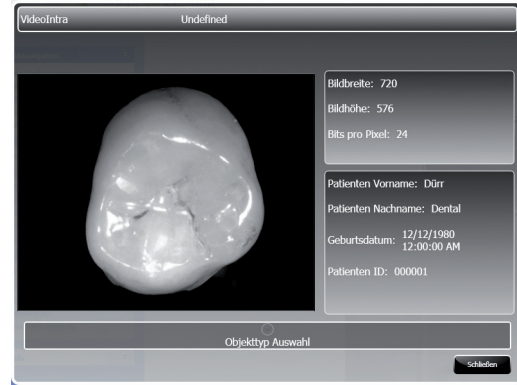 VideoIntra Undefined
Bildbreite: 720
Bildhöhe: 576
Bits pro Pixel: 24
Patienten Vorname: Dürr
Patienten Nachname: Dental
Geburtsdatum: 12/12/1980
12:00:00 AM
Patienten ID: 000001
Objekttyp Auswahl
Schließen